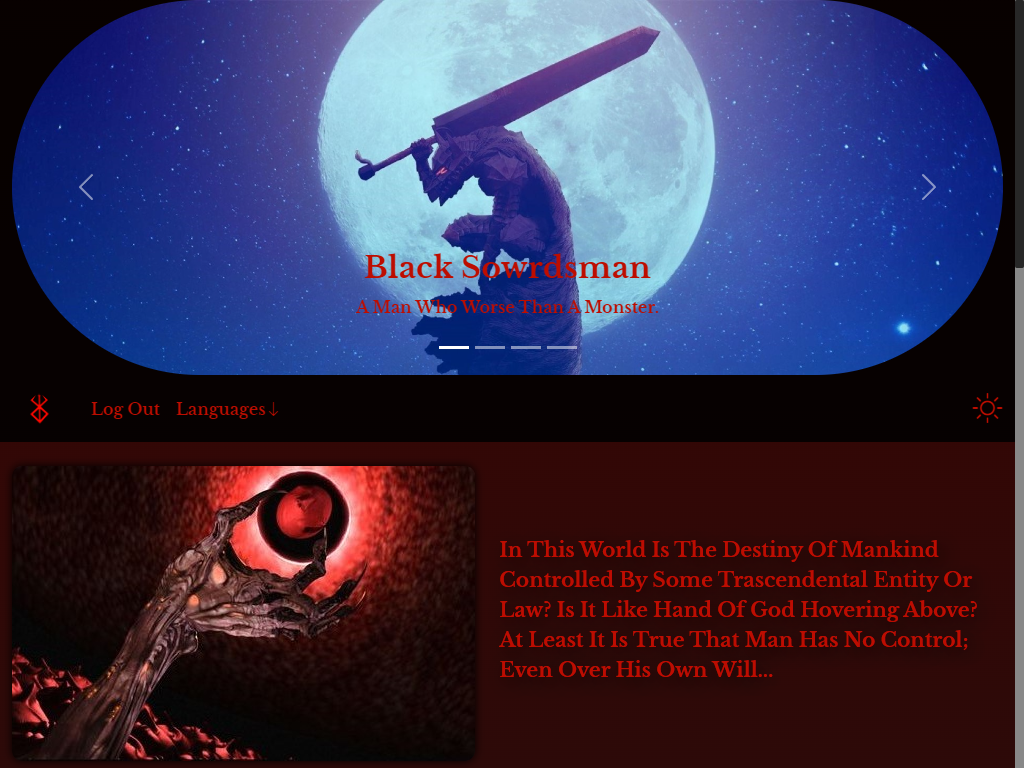 Black Sowrdsman
A Man Who Worse Than A Monster.
Log Out Languages↓
In This World Is The Destiny Of Mankind
Controlled By Some Trascendental Entity Or
Law? Is It Like Hand Of God Hovering Above?
At Least It Is True That Man Has No Control;
Even Over His Own Will...